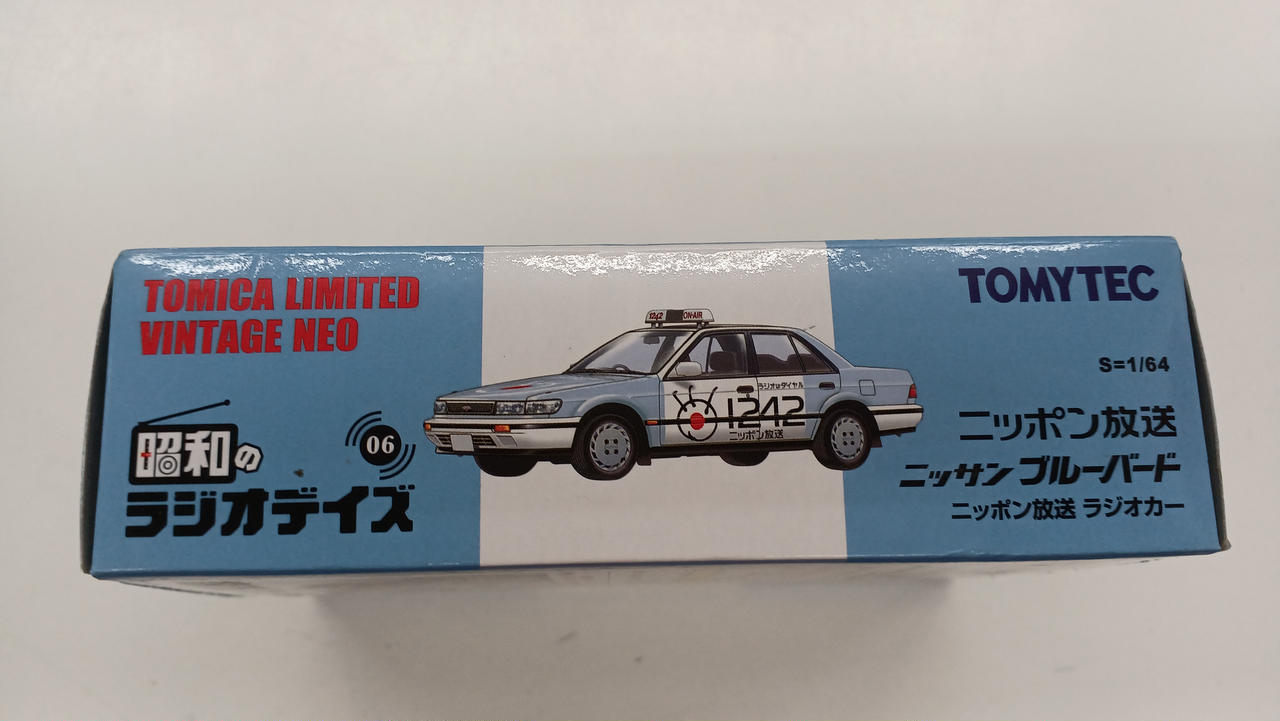 TOMICA LIMITED
VINTAGE NEO
昭和の
ラジオデイズ
06
1242 ON-AIR
ラジオはダイヤル
1242
ニッポン放送
TOMYTEC
S=1/64
ニッポン放送
ニッサン ブルーバード
ニッポン放送 ラジオカー